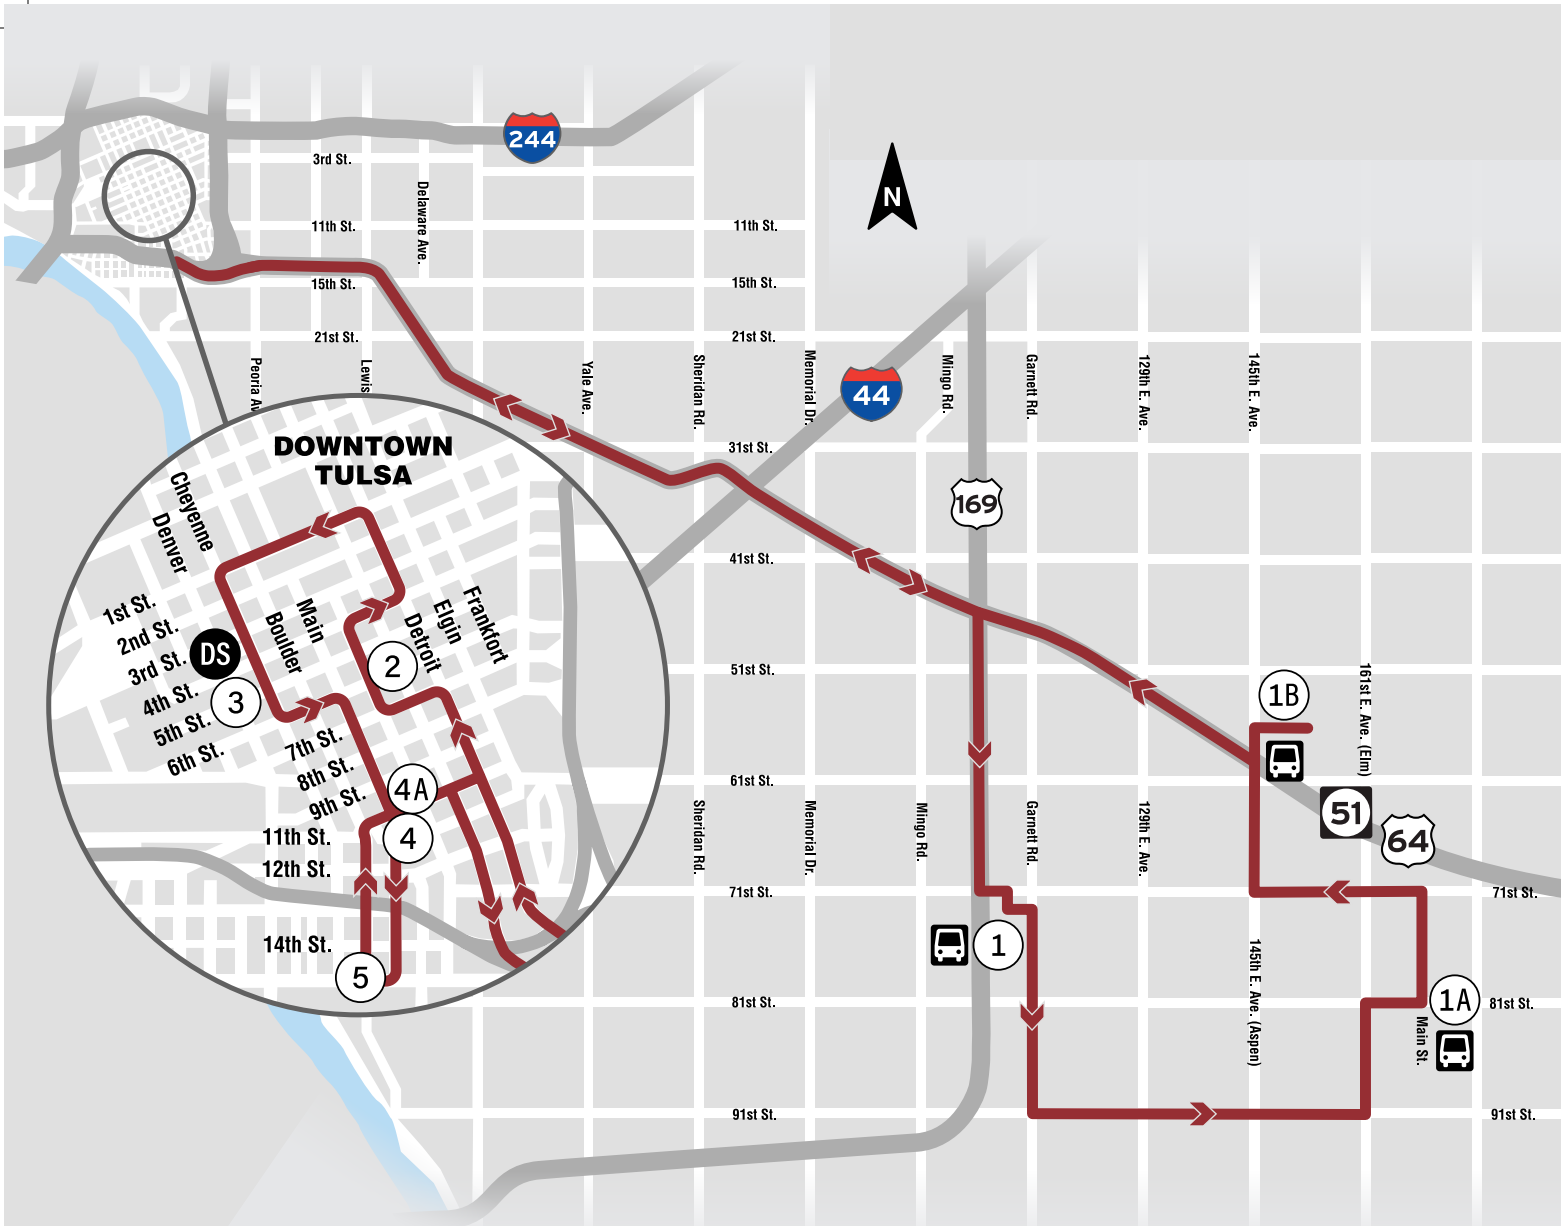 244
3rd St.
Delaware Ave.
11th St.
11th St.
N
15th St.
15th St.
21st St.
21st St.
Peoria Av
Lewis
Yale Ave.
Sheridan Rd.
Memorial Dr.
44
Mingo Rd.
Garnett Rd.
129th E. Ave.
145th E. Ave.
31st St.
DOWNTOWN
TULSA
169
Cheyenne
Denver
41st St.
1st St.
2nd St.
3rd St.
4th St.
5th St.
6th St.
DS
3
Main
Boulder
2
Detroit
Elgin
Frankfort
7th St.
8th St.
9th St.
4A
4
11th St.
12th St.
14th St.
5
51st St.
1B
161st E. Ave. (Elm)
61st St.
51
64
Sheridan Rd.
Memorial Dr.
Mingo Rd.
Garnett Rd.
129th E. Ave.
71st St.
71st St.
1
145th E. Ave. (Aspen)
81st St.
1A
81st St.
Main St.
91st St.
91st St.